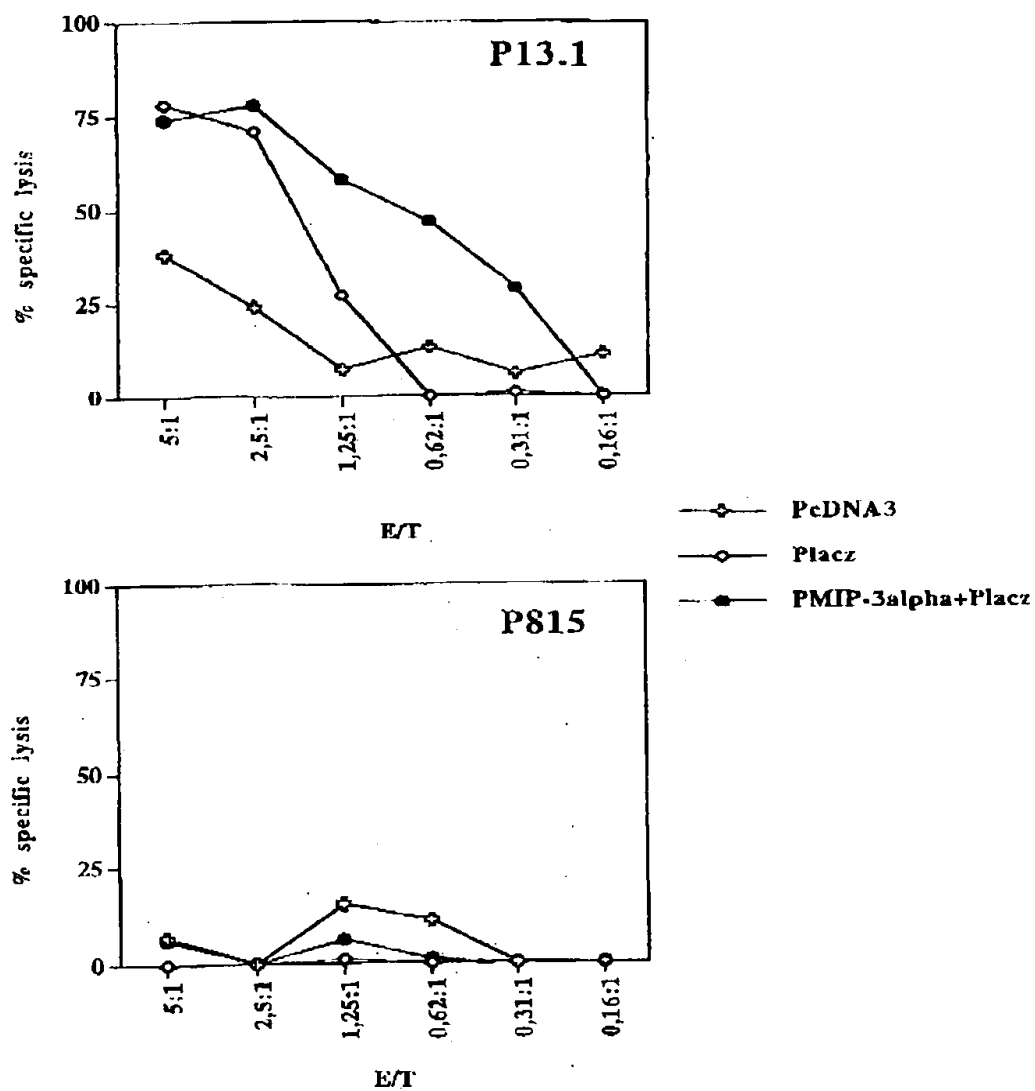 P13.1
% specific lysis
100
75
50
25
0
5:1
2,5:1
1,25:1
0,62:1
0,31:1
0,16:1
E/T
PcDNA3
Placz
PMIP-3alpha+Placz
P815
% specific lysis
100
75
50
25
0
5:1
2,5:1
1,25:1
0,62:1
0,31:1
0,16:1
E/T